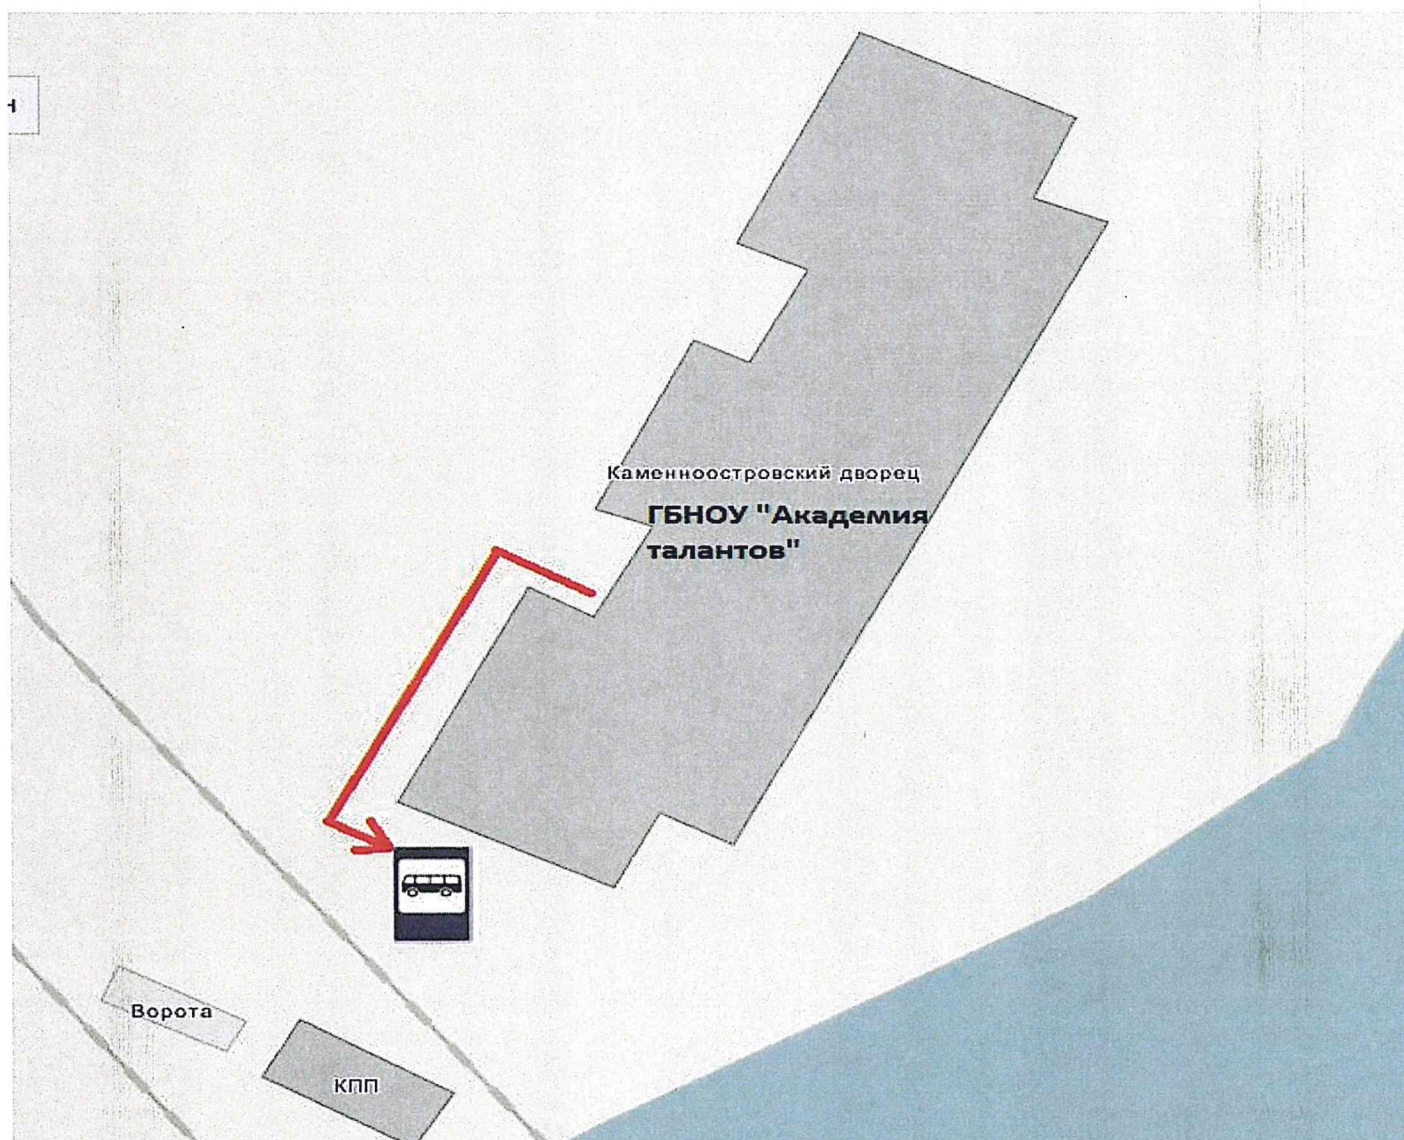 н
Каменноостровский дворец
ГБНОУ "Академия
талантов"
Ворота
КПП